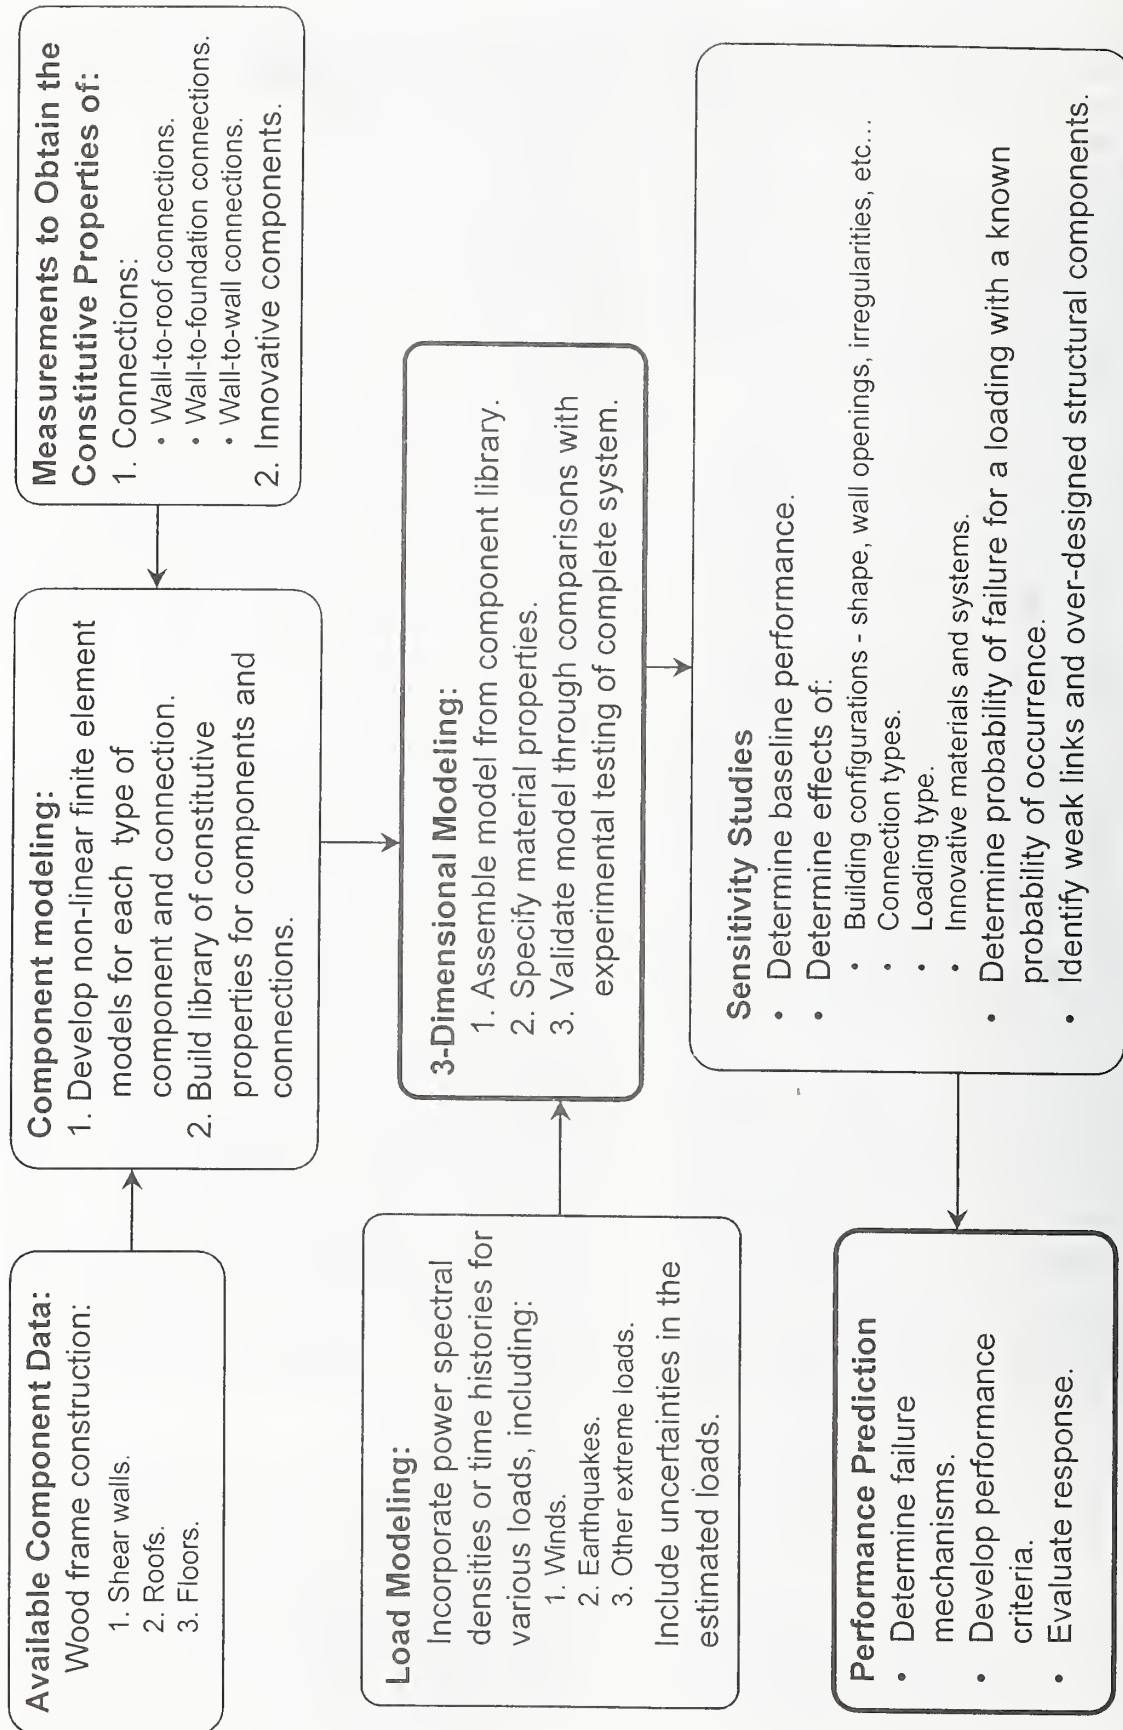 Available Component Data:
Wood frame construction:
1. Shear walls.
2. Roofs.
3. Floors.
Component modeling:
1. Develop non-linear finite element
models for each type of
component and connection.
2. Build library of constitutive
properties for components and
connections.
Measurements to Obtain the
Constitutive Properties of:
1. Connections:
• Wall-to-roof connections.
• Wall-to-foundation connections.
• Wall-to-wall connections.
2. Innovative components.
Load Modeling:
Incorporate power spectral
densities or time histories for
various loads, including:
1. Winds.
2. Earthquakes.
3. Other extreme loads.
Include uncertainties in the
estimated loads.
3-Dimensional Modeling:
1. Assemble model from component library.
2. Specify material properties.
3. Validate model through comparisons with
experimental testing of complete system.
Performance Prediction
• Determine failure
mechanisms.
• Develop performance
criteria.
• Evaluate response.
Sensitivity Studies
• Determine baseline performance.
• Determine effects of:
• Building configurations - shape, wall openings, irregularities, etc...
• Connection types.
• Loading type.
• Innovative materials and systems.
• Determine probability of failure for a loading with a known
probability of occurrence.
• Identify weak links and over-designed structural components.